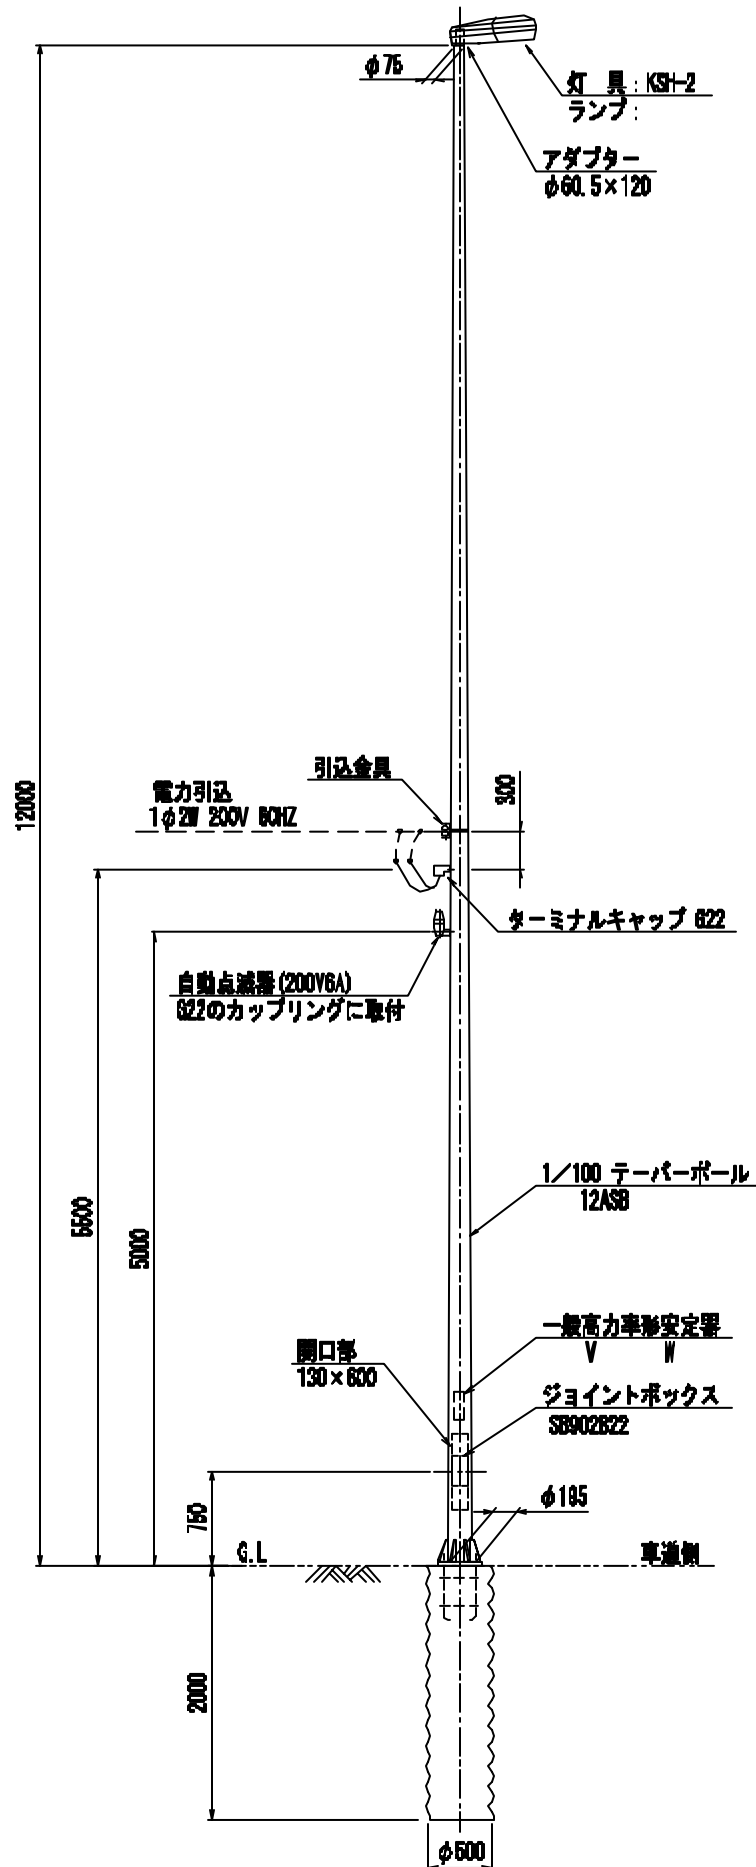 φ75
灯 具 : KSH-2
ランプ :
アダプター
φ60.5×120
12000
引込金具
300
電力引込
1φ2W 200V 60HZ
ターミナルキャップ G22
自動点滅器(200V6A)
G22のカップリングに取付
5500
5000
1/100 テーパーポール
12ASB
一般高力率形安定器
V W
開口部
130×600
ジョイントボックス
SB902B22
φ195
750
G.L
車道側
2000
φ500